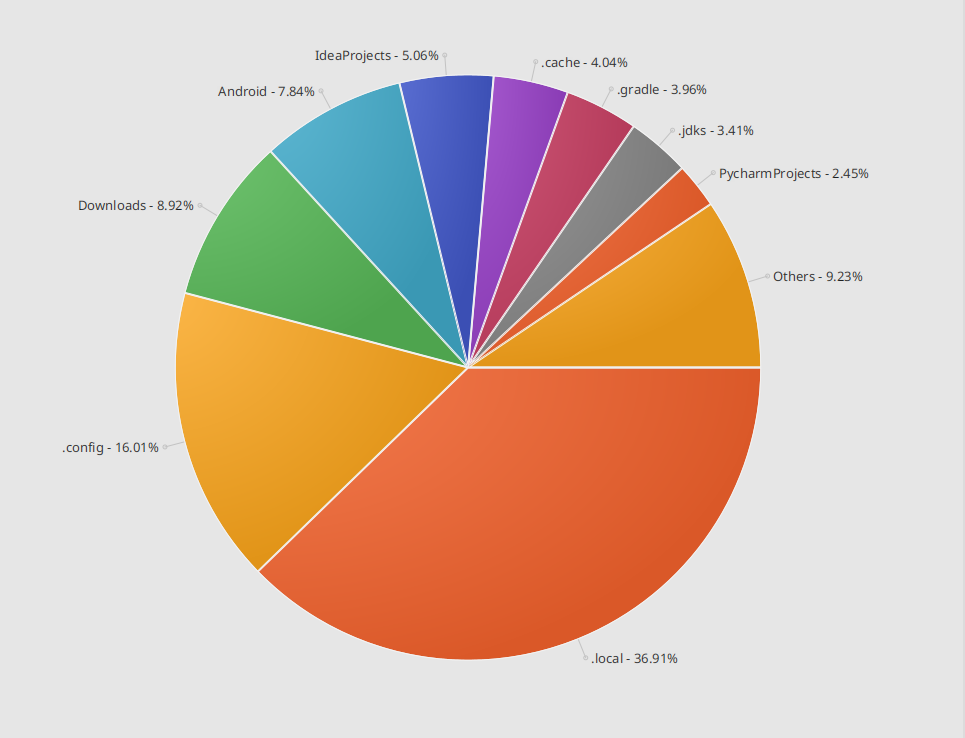 IdeaProjects - 5.06%
.cache - 4.04%
Android - 7.84%
.gradle - 3.96%
.jdks - 3.41%
PycharmProjects - 2.45%
Downloads - 8.92%
Others - 9.23%
.config - 16.01%
.local - 36.91%